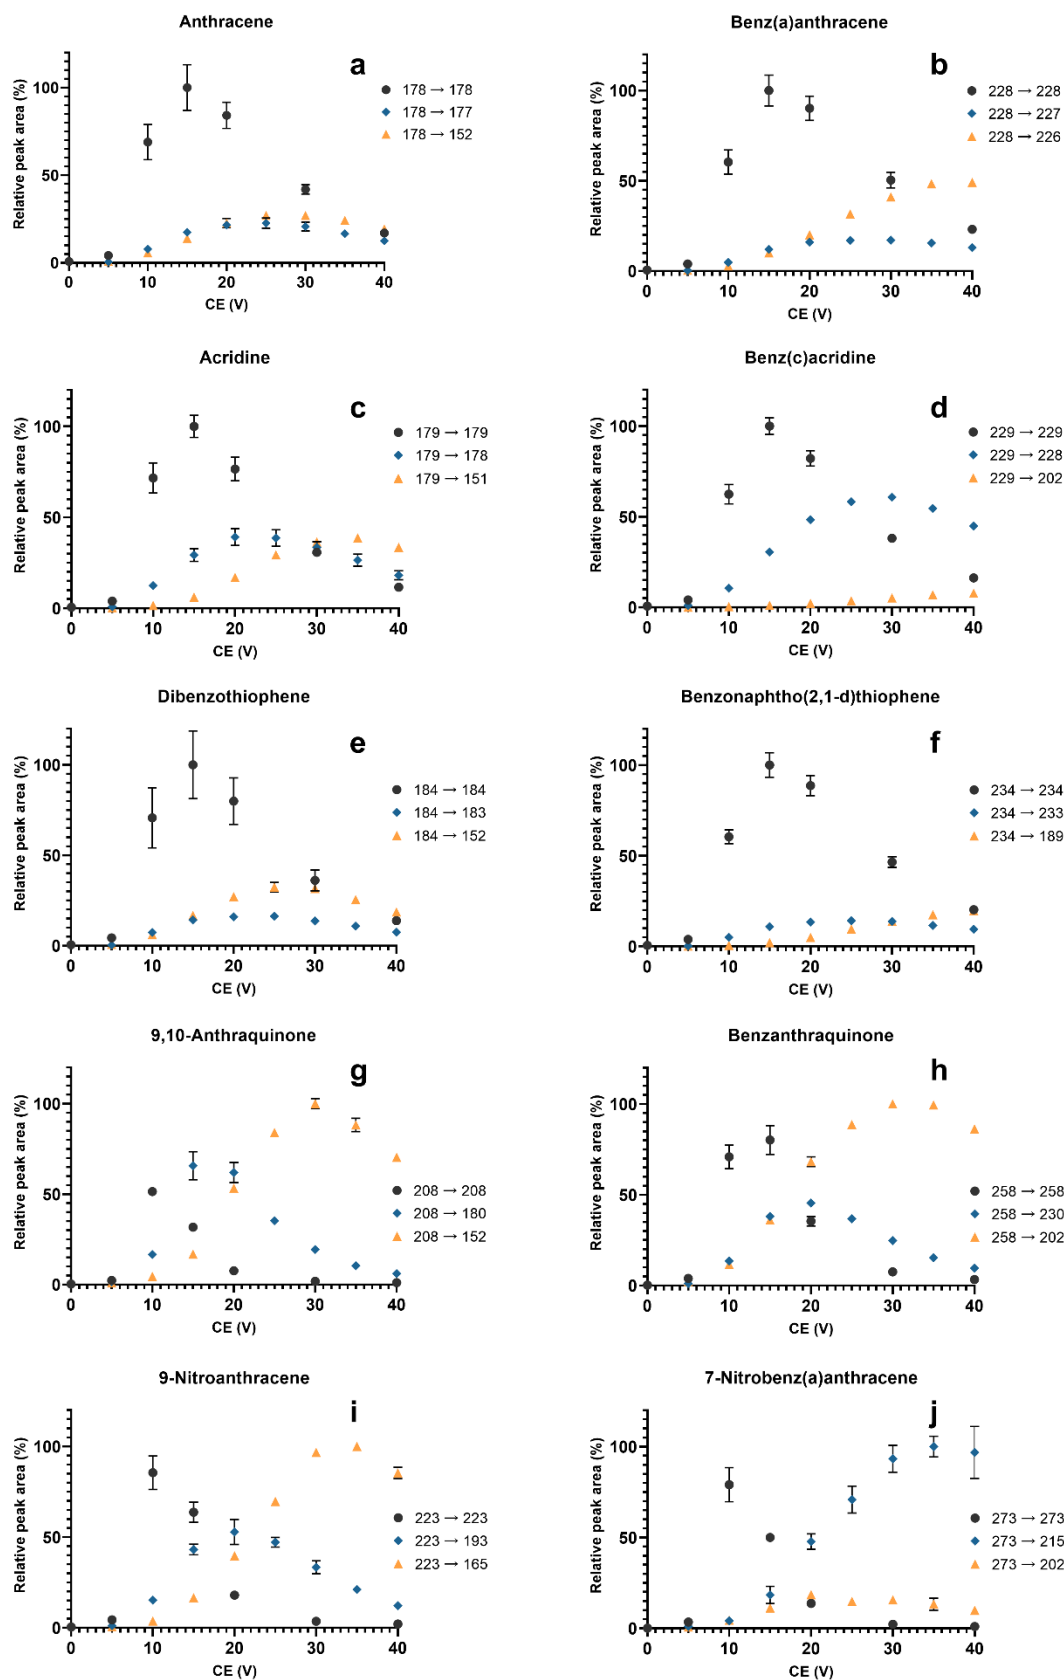 Anthracene
a
Relative peak area (%)
100
50
0
0 10 20 30 40
CE (V)
178 → 178
178 → 177
178 → 152
Benz(a)anthracene
b
Relative peak area (%)
100
50
0
0 10 20 30 40
CE (V)
228 → 228
228 → 227
228 → 226
Acridine
c
Relative peak area (%)
100
50
0
0 10 20 30 40
CE (V)
179 → 179
179 → 178
179 → 151
Benz(c)acridine
d
Relative peak area (%)
100
50
0
0 10 20 30 40
CE (V)
229 → 229
229 → 228
229 → 202
Dibenzothiophene
e
Relative peak area (%)
100
50
0
0 10 20 30 40
CE (V)
184 → 184
184 → 183
184 → 152
Benzonaphtho(2,1-d)thiophene
f
Relative peak area (%)
100
50
0
0 10 20 30 40
CE (V)
234 → 234
234 → 233
234 → 189
9,10-Anthraquinone
g
Relative peak area (%)
100
50
0
0 10 20 30 40
CE (V)
208 → 208
208 → 180
208 → 152
Benzanthraquinone
h
Relative peak area (%)
100
50
0
0 10 20 30 40
CE (V)
258 → 258
258 → 230
258 → 202
9-Nitroanthracene
i
Relative peak area (%)
100
50
0
0 10 20 30 40
CE (V)
223 → 223
223 → 193
223 → 165
7-Nitrobenz(a)anthracene
j
Relative peak area (%)
100
50
0
0 10 20 30 40
CE (V)
273 → 273
273 → 215
273 → 202